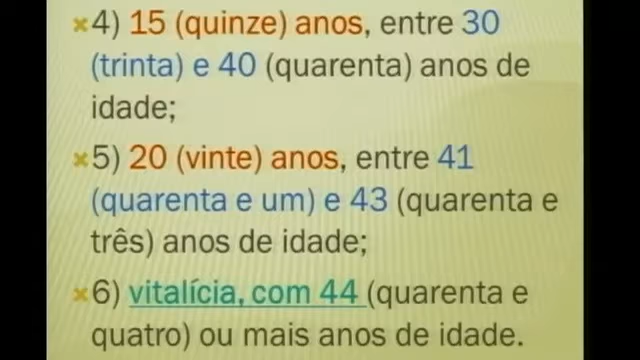 4) 15 (quinze) anos, entre 30
(trinta) e 40 (quarenta) anos de
idade;
5) 20 (vinte) anos, entre 41
(quarenta e um) e 43 (quarenta e
três) anos de idade;
6) vitalícia, com 44 (quarenta e
quatro) ou mais anos de idade.